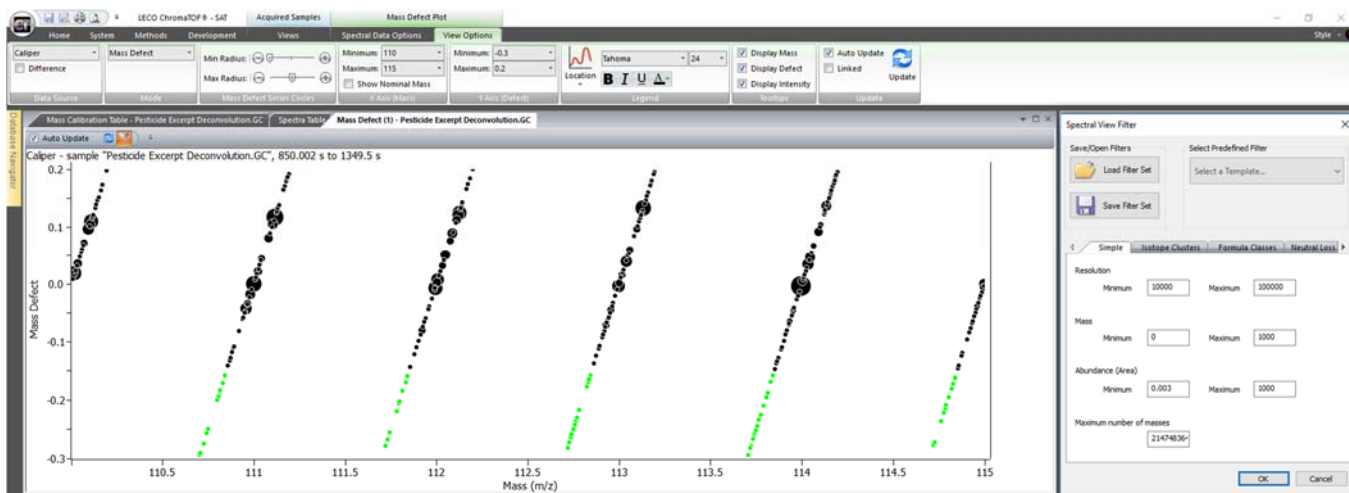 LECO ChromaTOF® - SAT
Acquired Samples
Mass Defect Plot
Home System Methods Development Views Spectral Data Options View Options Style
Caliper Mass Defect Min Radius: Minimum: 110 Minimum: -0.3 Tahoma 24 Display Mass Auto Update
Difference Max Radius: Maximum: 115 Maximum: 0.2 Location B I U A Display Defect Linked Update
Show Nominal Mass Display Intensity
Data Source Mode Mass Defect Series Circles X Axis (Mass) Y Axis (Defect) Legend Tooltips Update
Database Navigator
Mass Calibration Table - Pesticide Excerpt Deconvolution.GC Spectra Table Mass Defect (1) - Pesticide Excerpt Deconvolution.GC
Auto Update
Caliper - sample "Pesticide Excerpt Deconvolution.GC", 850.002 s to 1349.5 s
Mass Defect
0.2
0.1
0.0
-0.1
-0.2
-0.3
110.5 111 111.5 112 112.5 113 113.5 114 114.5 115
Mass (m/z)
Spectral View Filter
Save/Open Filters Select Predefined Filter
Load Filter Set Select a Template...
Save Filter Set
Simple Isotope Clusters Formula Classes Neutral Loss
Resolution
Minimum 10000 Maximum 100000
Mass
Minimum 0 Maximum 1000
Abundance (Area)
Minimum 0.003 Maximum 1000
Maximum number of masses
21474836
OK Cancel